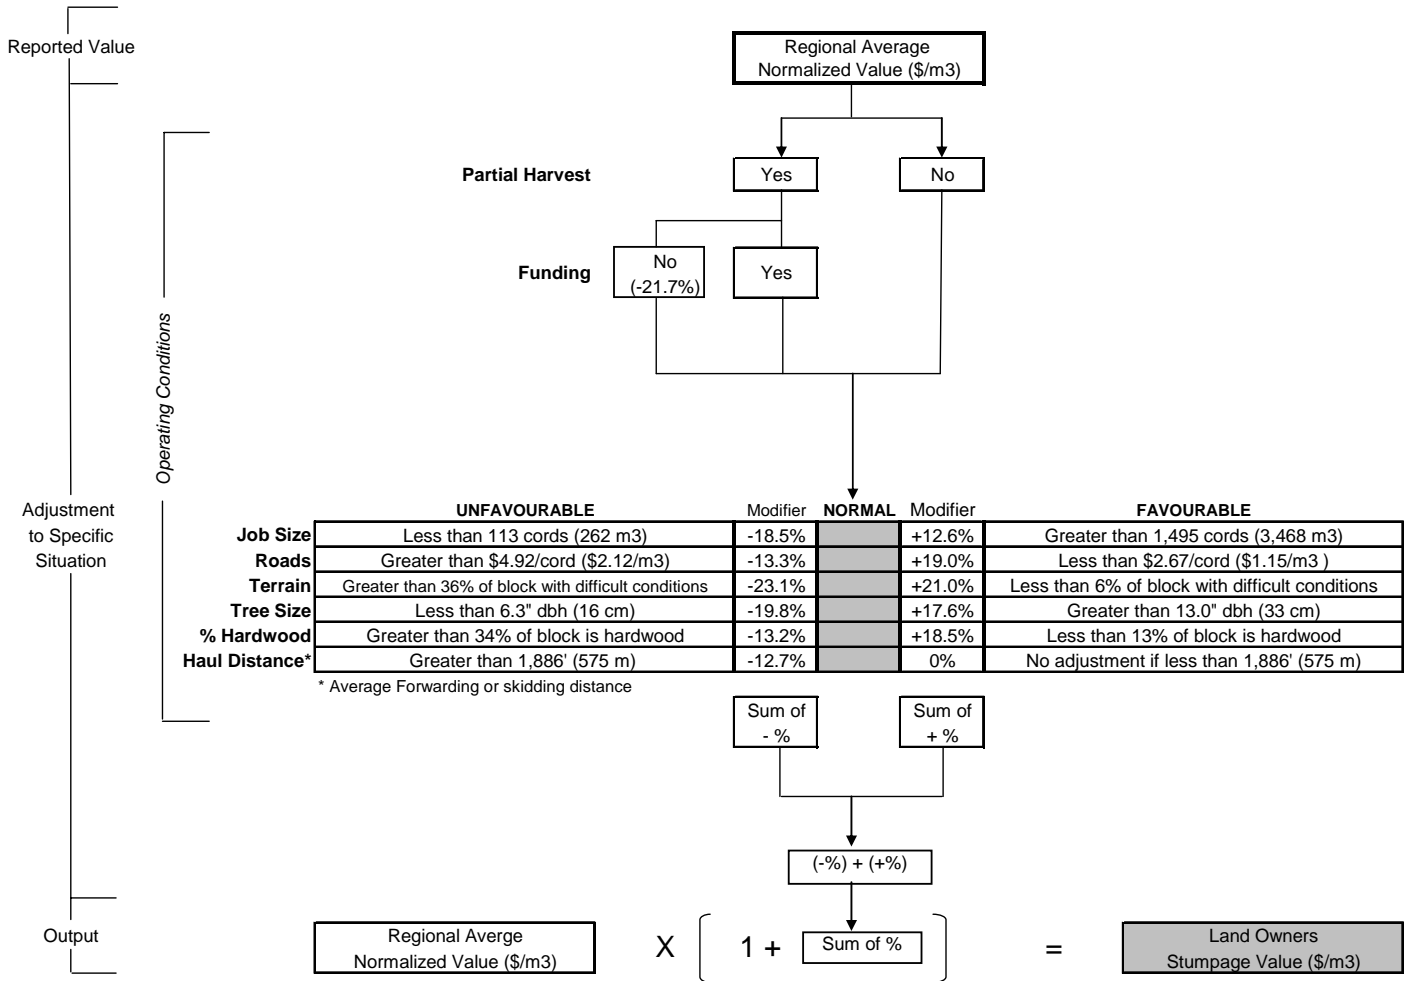 Reported Value
Regional Average
Normalized Value ($/m3)
Partial Harvest
Yes
No
Funding
No
(-21.7%)
Yes
Operating Conditions
Adjustment
to Specific
Situation
UNFAVOURABLE Modifier NORMAL Modifier FAVOURABLE
Job Size Less than 113 cords (262 m3) -18.5% +12.6% Greater than 1,495 cords (3,468 m3)
Roads Greater than $4.92/cord ($2.12/m3) -13.3% +19.0% Less than $2.67/cord ($1.15/m3 )
Terrain Greater than 36% of block with difficult conditions -23.1% +21.0% Less than 6% of block with difficult conditions
Tree Size Less than 6.3" dbh (16 cm) -19.8% +17.6% Greater than 13.0" dbh (33 cm)
% Hardwood Greater than 34% of block is hardwood -13.2% +18.5% Less than 13% of block is hardwood
Haul Distance* Greater than 1,886' (575 m) -12.7% 0% No adjustment if less than 1,886' (575 m)
* Average Forwarding or skidding distance
Sum of
- %
Sum of
+ %
(-%) + (+%)
Output
Regional Averge
Normalized Value ($/m3)
X
1 +
Sum of %
=
Land Owners
Stumpage Value ($/m3)